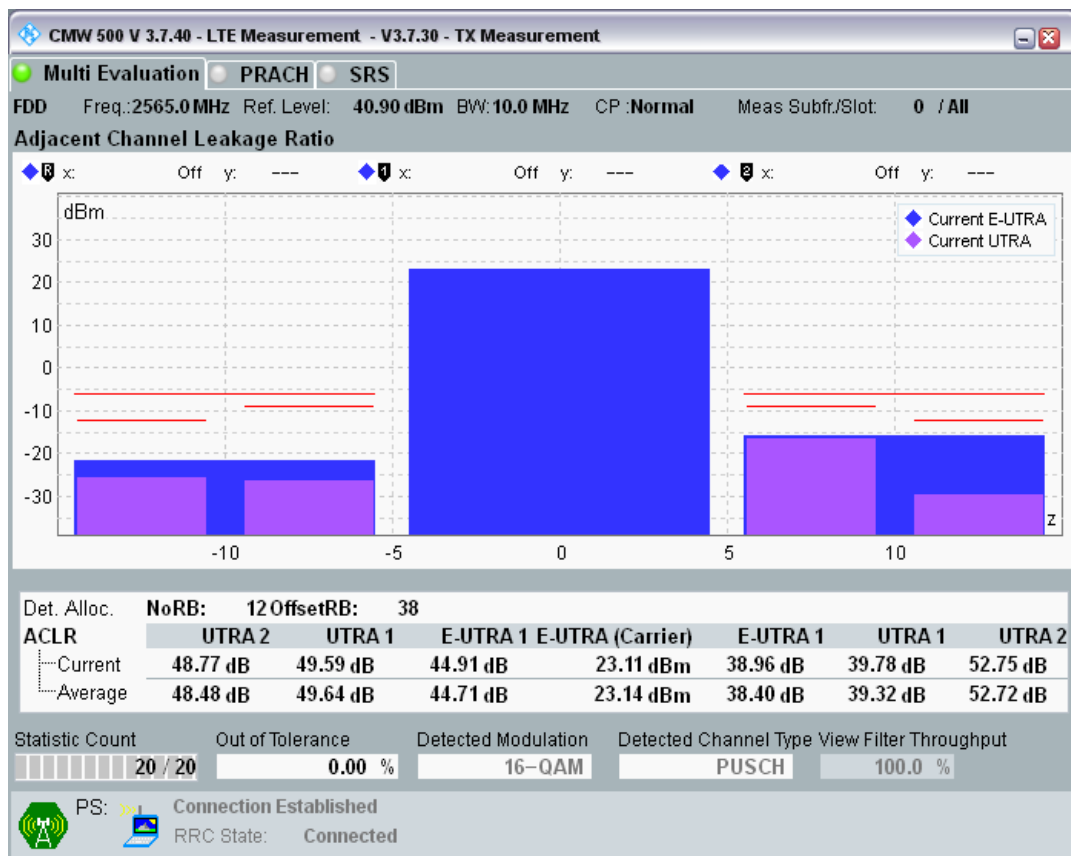 CMW 500 V 3.7.40 - LTE Measurement - V3.7.30 - TX Measurement
Multi Evaluation PRACH SRS
FDD Freq.:2565.0 MHz Ref. Level: 40.90 dBm BW:10.0 MHz CP :Normal Meas Subfr./Slot: 0 / All
Adjacent Channel Leakage Ratio
R x: Off y: --- 1 x: Off y: --- 2 x: Off y: ---
dBm
Current E-UTRA
Current UTRA
30
20
10
0
-10
-20
-30
z
-10 -5 0 5 10
Det. Alloc. NoRB: 12 OffsetRB: 38
ACLR UTRA 2 UTRA 1 E-UTRA 1 E-UTRA (Carrier) E-UTRA 1 UTRA 1 UTRA 2
Current 48.77 dB 49.59 dB 44.91 dB 23.11 dBm 38.96 dB 39.78 dB 52.75 dB
Average 48.48 dB 49.64 dB 44.71 dB 23.14 dBm 38.40 dB 39.32 dB 52.72 dB
Statistic Count Out of Tolerance Detected Modulation Detected Channel Type View Filter Throughput
20 / 20 0.00 % 16-QAM PUSCH 100.0 %
PS: Connection Established
RRC State: Connected